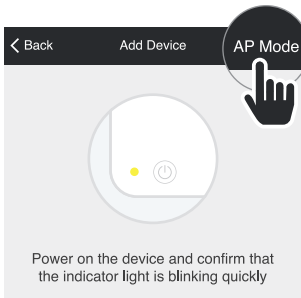 Back Add Device AP Mode
Power on the device and confirm that
the indicator light is blinking quickly